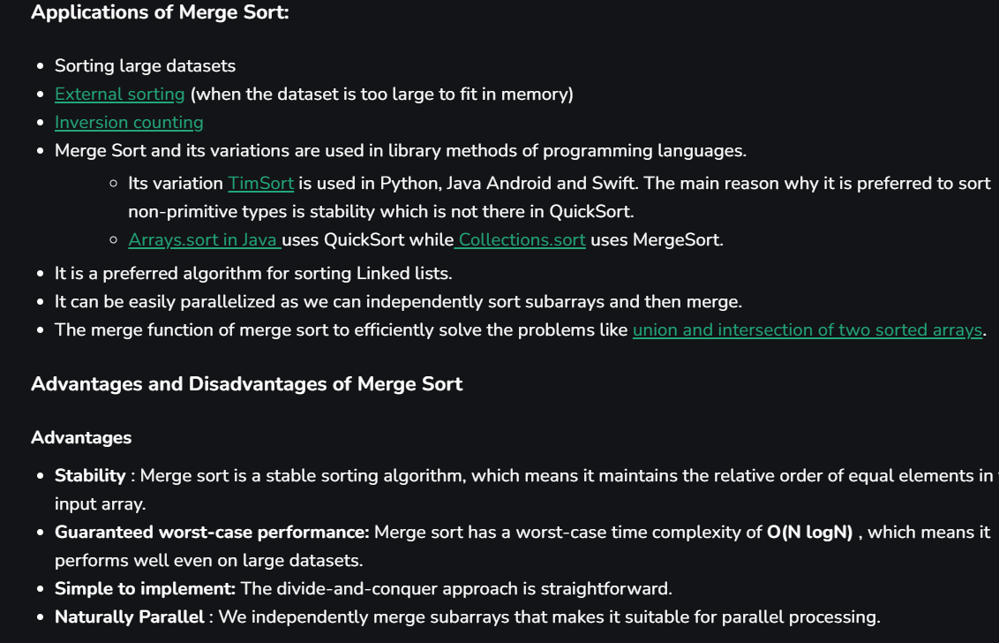 Applications of Merge Sort:
Sorting large datasets
External sorting (when the dataset is too large to fit in memory)
Inversion counting
Merge Sort and its variations are used in library methods of programming languages.
Its variation TimSort is used in Python, Java Android and Swift. The main reason why it is preferred to sort
non-primitive types is stability which is not there in QuickSort.
Arrays.sort in Java uses QuickSort while Collections.sort uses MergeSort.
It is a preferred algorithm for sorting Linked lists.
It can be easily parallelized as we can independently sort subarrays and then merge.
The merge function of merge sort to efficiently solve the problems like union and intersection of two sorted arrays.
Advantages and Disadvantages of Merge Sort
Advantages
Stability : Merge sort is a stable sorting algorithm, which means it maintains the relative order of equal elements in
input array.
Guaranteed worst-case performance: Merge sort has a worst-case time complexity of O(N logN) , which means it
performs well even on large datasets.
Simple to implement: The divide-and-conquer approach is straightforward.
Naturally Parallel : We independently merge subarrays that makes it suitable for parallel processing.